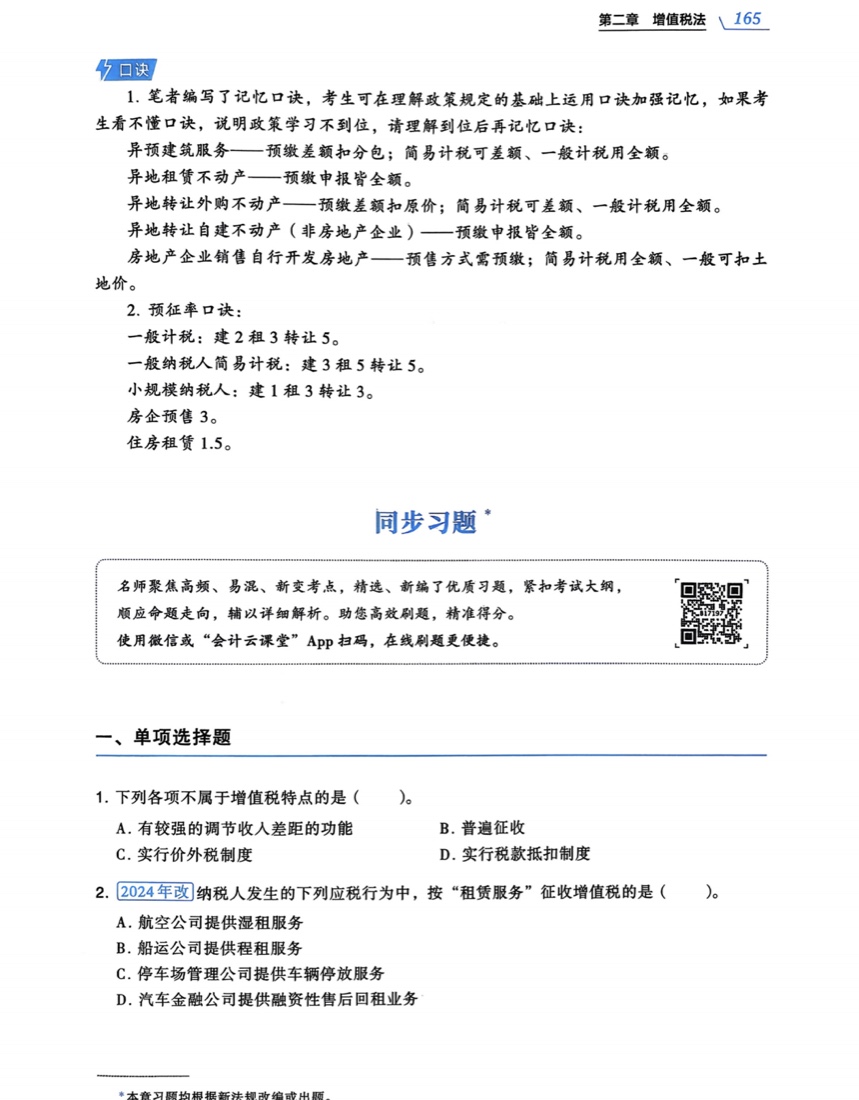 第二章 增值税法 165
口诀
1. 笔者编写了记忆口诀，考生可在理解政策规定的基础上运用口诀加强记忆，如果考
生看不懂口诀，说明政策学习不到位，请理解到位后再记忆口诀：
异预建筑服务——预缴差额扣分包；简易计税可差额、一般计税用全额。
异地租赁不动产——预缴申报皆全额。
异地转让外购不动产——预缴差额扣原价；简易计税可差额、一般计税用全额。
异地转让自建不动产（非房地产企业）——预缴申报皆全额。
房地产企业销售自行开发房地产——预售方式需预缴；简易计税用全额、一般可扣土
地价。
2. 预征率口诀：
一般计税：建 2 租 3 转让 5。
一般纳税人简易计税：建 3 租 5 转让 5。
小规模纳税人：建 1 租 3 转让 3。
房企预售 3。
住房租赁 1.5。
同步习题*
名师聚焦高频、易混、新变考点，精选、新编了优质习题，紧扣考试大纲，
顺应命题走向，辅以详细解析。助您高效刷题，精准得分。
使用微信或“会计云课堂”App 扫码，在线刷题更便捷。
一、单项选择题
1. 下列各项不属于增值税特点的是（ ）。
A. 有较强的调节收入差距的功能 B. 普遍征收
C. 实行价外税制度 D. 实行税款抵扣制度
2. 2024 年改 纳税人发生的下列应税行为中，按“租赁服务”征收增值税的是（ ）。
A. 航空公司提供湿租服务
B. 船运公司提供程租服务
C. 停车场管理公司提供车辆停放服务
D. 汽车金融公司提供融资性售后回租业务
*本章习题均根据新法规改编或出题。